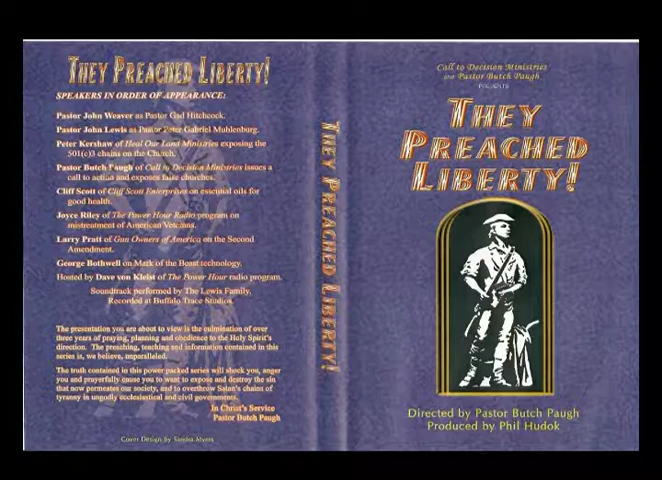 THEY PREACHED LIBERTY!
SPEAKERS IN ORDER OF APPEARANCE:
Pastor John Weaver as Pastor Gad Hitchcock.
Pastor John Lewis as Pastor Peter Gabriel Muhlenburg.
Peter Kershaw of Heal Our Land Ministries exposing the
501(c)3 chains on the Church.
Pastor Butch Paugh of Call to Decision Ministries issues a
call to action and exposes false churches.
Cliff Scott of Cliff Scott Enterprises on essential oils for
good health.
Joyce Riley of The Power Hour Radio program on
mistreatment of American Veterans.
Larry Pratt of Gun Owners of America on the Second
Amendment.
George Bothwell on Mark of the Beast technology.
Hosted by Dave von Kleist of The Power Hour radio program.
Soundtrack performed by The Lewis Family.
Recorded at Buffalo Trace Studios.
The presentation you are about to view is the culmination of over
three years of praying, planning and obedience to the Holy Spirit's
direction. The preaching, teaching and information contained in this
series is, we believe, unparalleled.
The truth contained in this power packed series will shock you, anger
you and prayerfully cause you to want to expose and destroy the sin
that now permeates our society, and to overthrow Satan's chains of
tyranny in ungodly ecclesiastical and civil governments.
In Christ's Service
Pastor Butch Paugh
Cover Design by Sandra Myers
THEY PREACHED LIBERTY!
Call to Decision Ministries
and Pastor Butch Paugh
PRESENTS
THEY
PREACHED
LIBERTY!
Directed by Pastor Butch Paugh
Produced by Phil Hudok